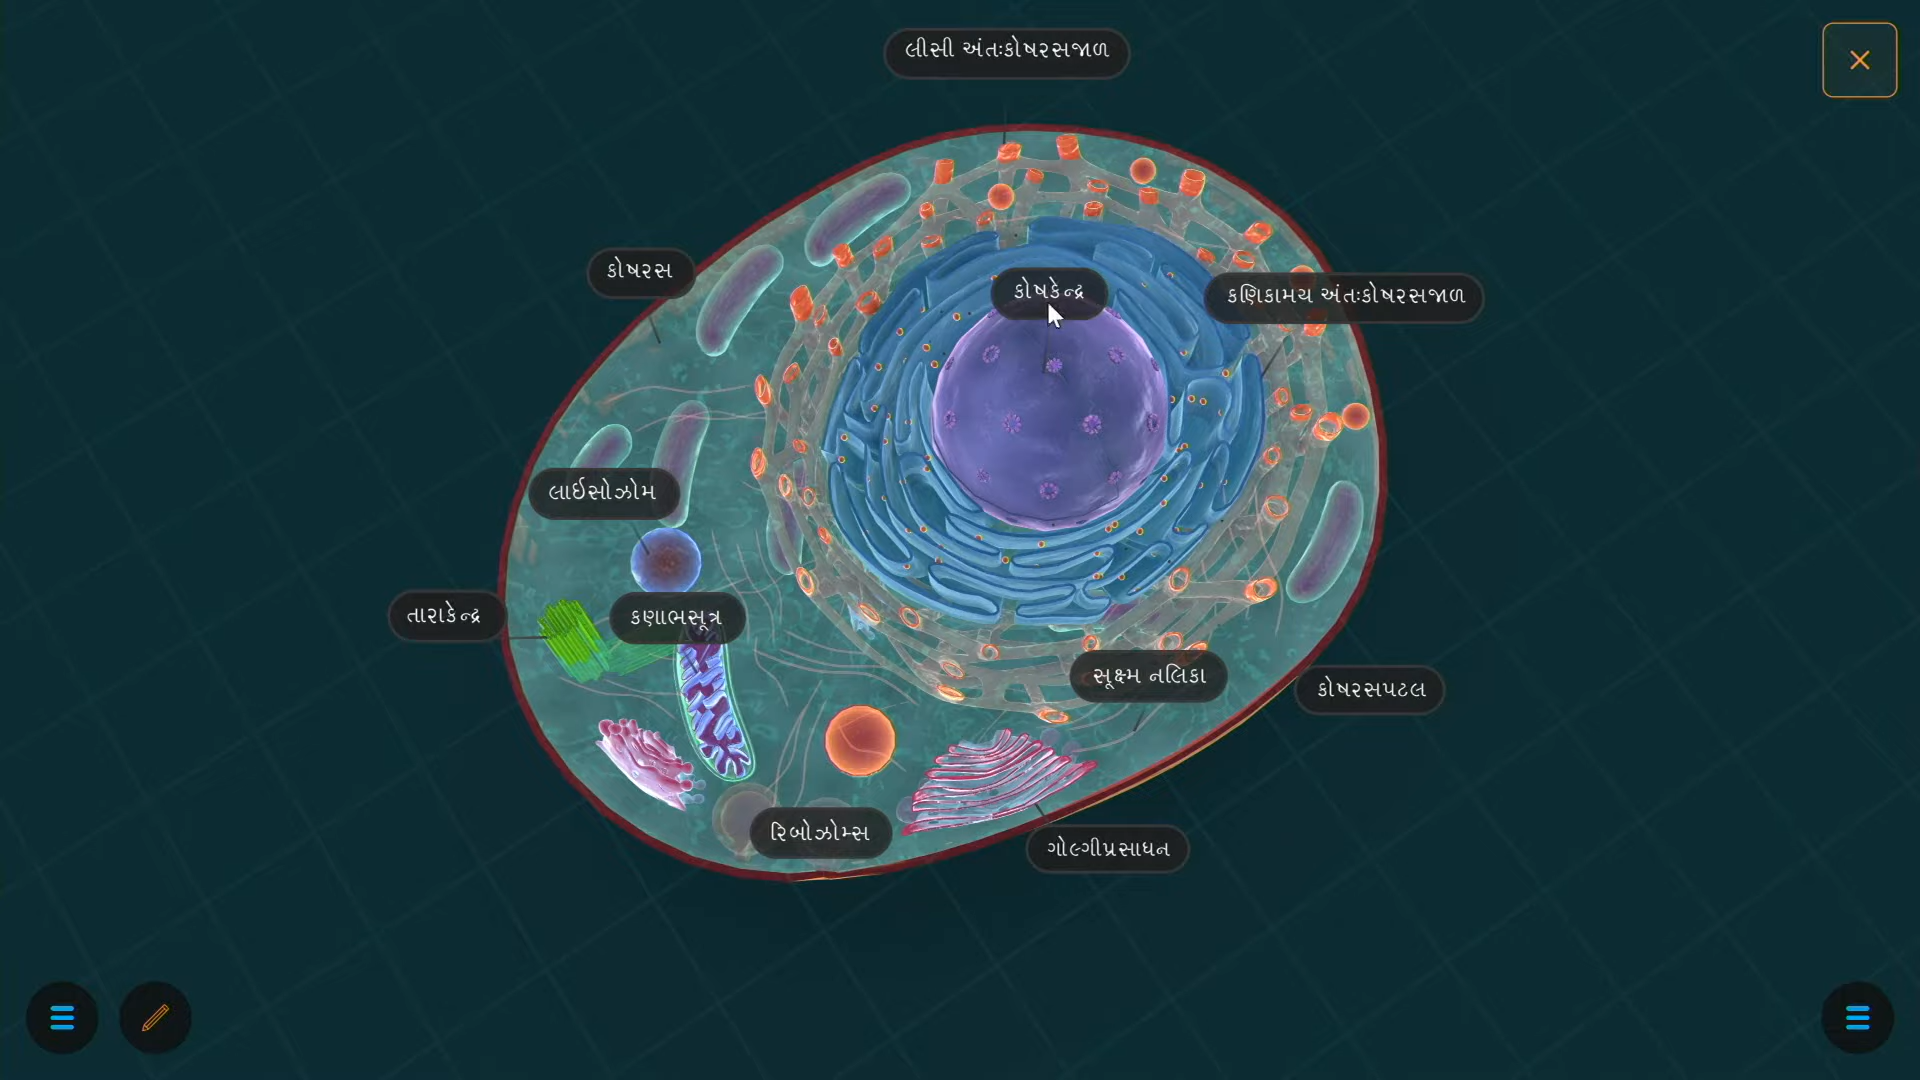 લીસી અંતઃકોષરસજાળ
કોષરસ
કોષકેન્દ્ર
કણિકામય અંતઃકોષરસજાળ
લાઈસોઝોમ
તારાકેન્દ્ર
કણાભસૂત્ર
સૂક્ષ્મ નલિકા
કોષરસપટલ
રિબોઝોમ્સ
ગોલ્ગીપ્રસાધન